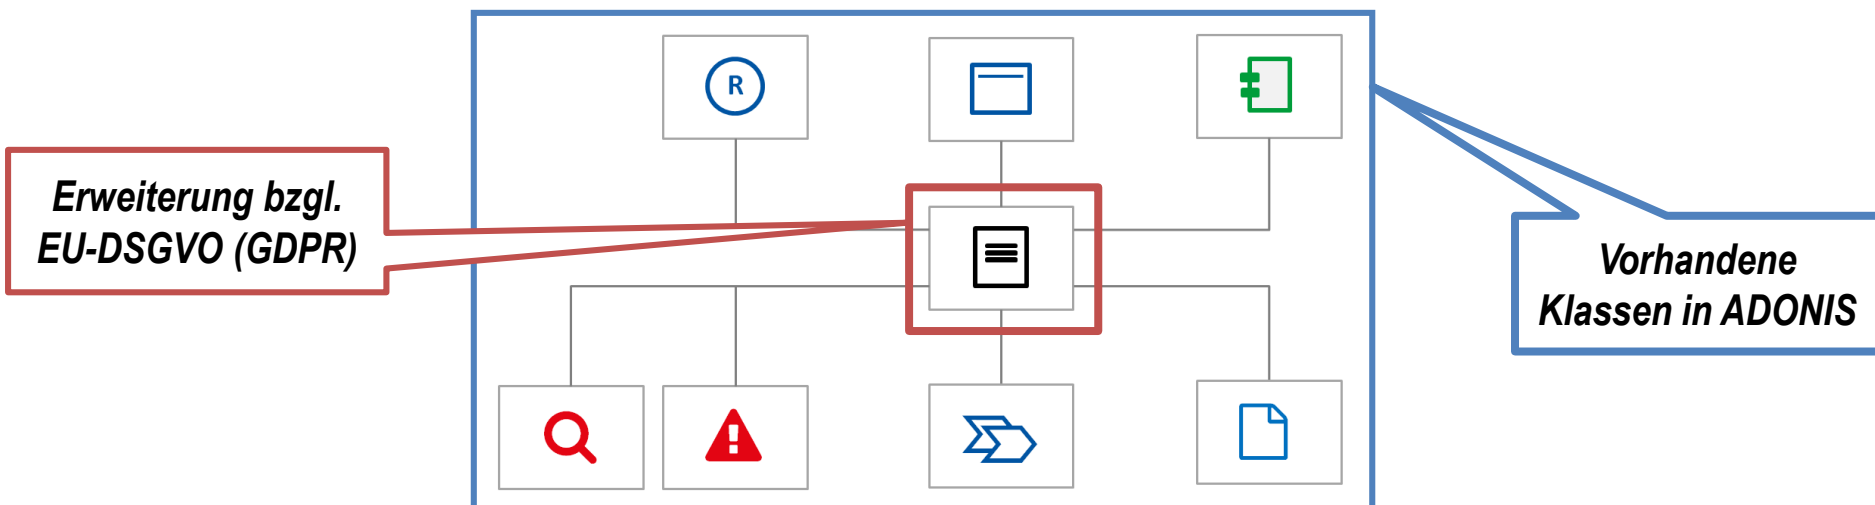 R
Erweiterung bzgl.
EU-DSGVO (GDPR)
Vorhandene
Klassen in ADONIS